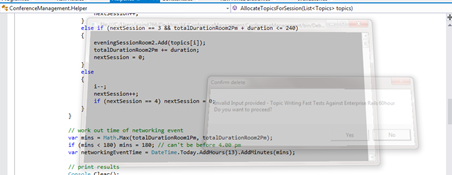 ConferenceManagement.Helper
AllocateTopicsForSession(List<Topics> topics)
nextSession++;
}
else if (nextSession == 3 && totalDurationRoom2Pm + duration <= 240)
{
eveningSessionRoom2.Add(topics[i]);
totalDurationRoom2Pm += duration;
nextSession = 0;
}
else
{
i--;
nextSession++;
if (nextSession == 4) nextSession = 0;
}
}
Confirm
Invalid Input provided - Topic Writing Fast Tests Against Enterprise
Do you want to proceed?
Yes
No
// work out time of networking event
var mins = Math.Max(totalDurationRoom1Pm, totalDurationRoom2Pm);
if (mins < 180) mins = 180; // can't be before 4.00 pm
var networkingEventTime = DateTime.Today.AddHours(13).AddMinutes(mins);
// print results
Console.Clear();